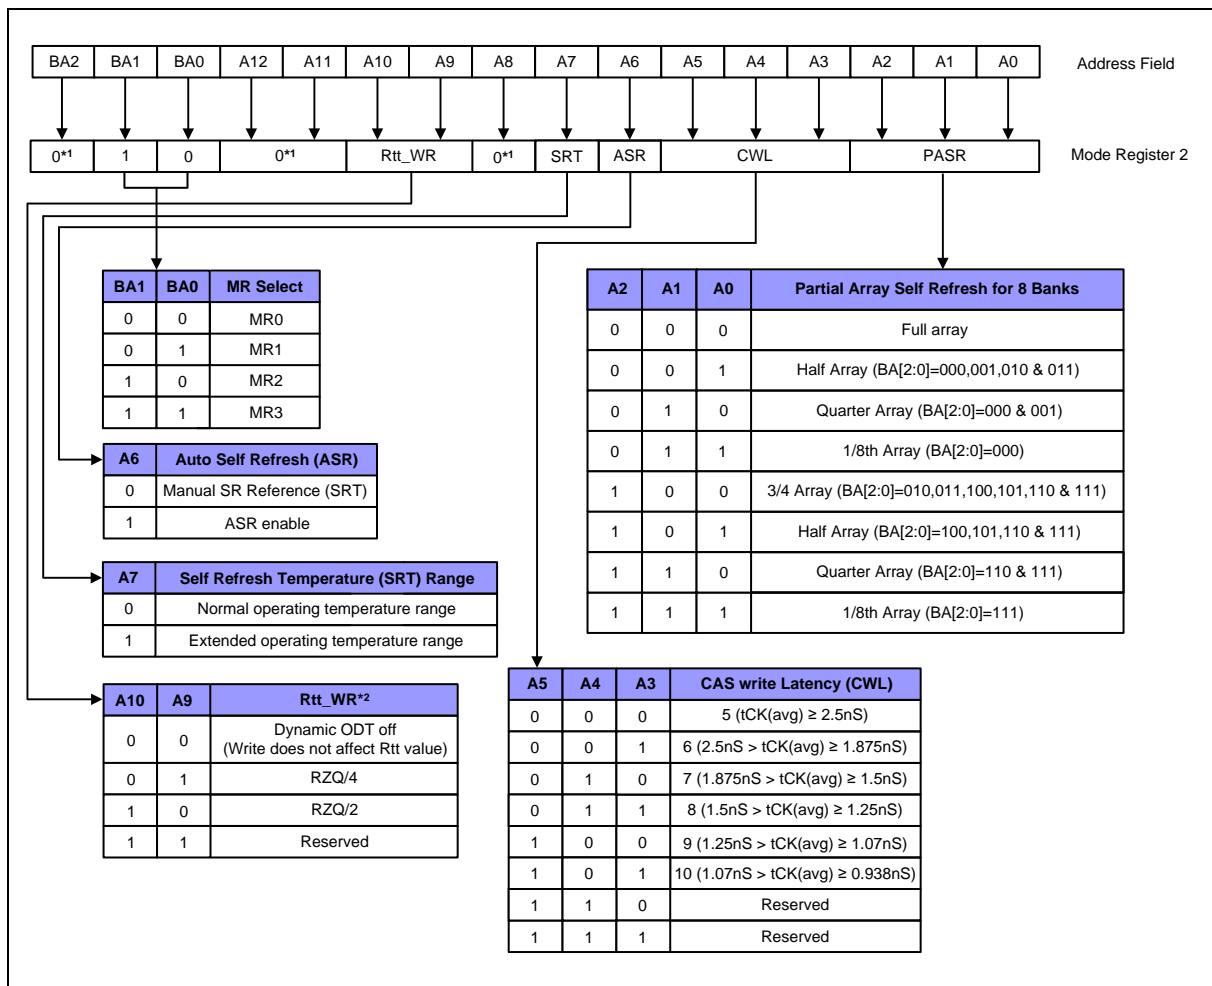 BA2 BA1 BA0 A12 A11 A10 A9 A8 A7 A6 A5 A4 A3 A2 A1 A0 Address Field
0*1 1 0 0*1 Rtt_WR 0*1 SRT ASR CWL PASR Mode Register 2
BA1 BA0 MR Select
0 0 MR0
0 1 MR1
1 0 MR2
1 1 MR3
A6 Auto Self Refresh (ASR)
0 Manual SR Reference (SRT)
1 ASR enable
A7 Self Refresh Temperature (SRT) Range
0 Normal operating temperature range
1 Extended operating temperature range
A10 A9 Rtt_WR*2
0 0 Dynamic ODT off
(Write does not affect Rtt value)
0 1 RZQ/4
1 0 RZQ/2
1 1 Reserved
A2 A1 A0 Partial Array Self Refresh for 8 Banks
0 0 0 Full array
0 0 1 Half Array (BA[2:0]=000,001,010 & 011)
0 1 0 Quarter Array (BA[2:0]=000 & 001)
0 1 1 1/8th Array (BA[2:0]=000)
1 0 0 3/4 Array (BA[2:0]=010,011,100,101,110 & 111)
1 0 1 Half Array (BA[2:0]=100,101,110 & 111)
1 1 0 Quarter Array (BA[2:0]=110 & 111)
1 1 1 1/8th Array (BA[2:0]=111)
A5 A4 A3 CAS write Latency (CWL)
0 0 0 5 (tCK(avg) ≥ 2.5nS)
0 0 1 6 (2.5nS > tCK(avg) ≥ 1.875nS)
0 1 0 7 (1.875nS > tCK(avg) ≥ 1.5nS)
0 1 1 8 (1.5nS > tCK(avg) ≥ 1.25nS)
1 0 0 9 (1.25nS > tCK(avg) ≥ 1.07nS)
1 0 1 10 (1.07nS > tCK(avg) ≥ 0.938nS)
1 1 0 Reserved
1 1 1 Reserved